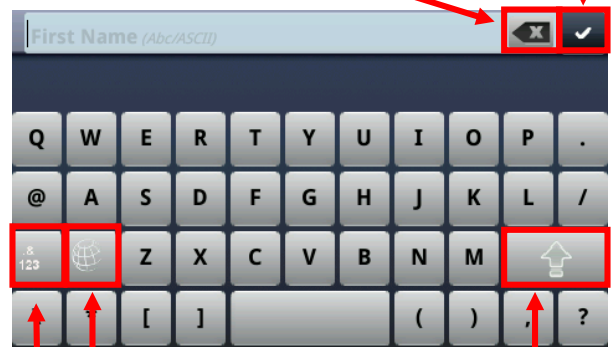 First Name (Abc/ASCII)
Q W E R T Y U I O P .
@ A S D F G H J K L /
.& 123 Z X C V B N M
[ ] ( ) , ?